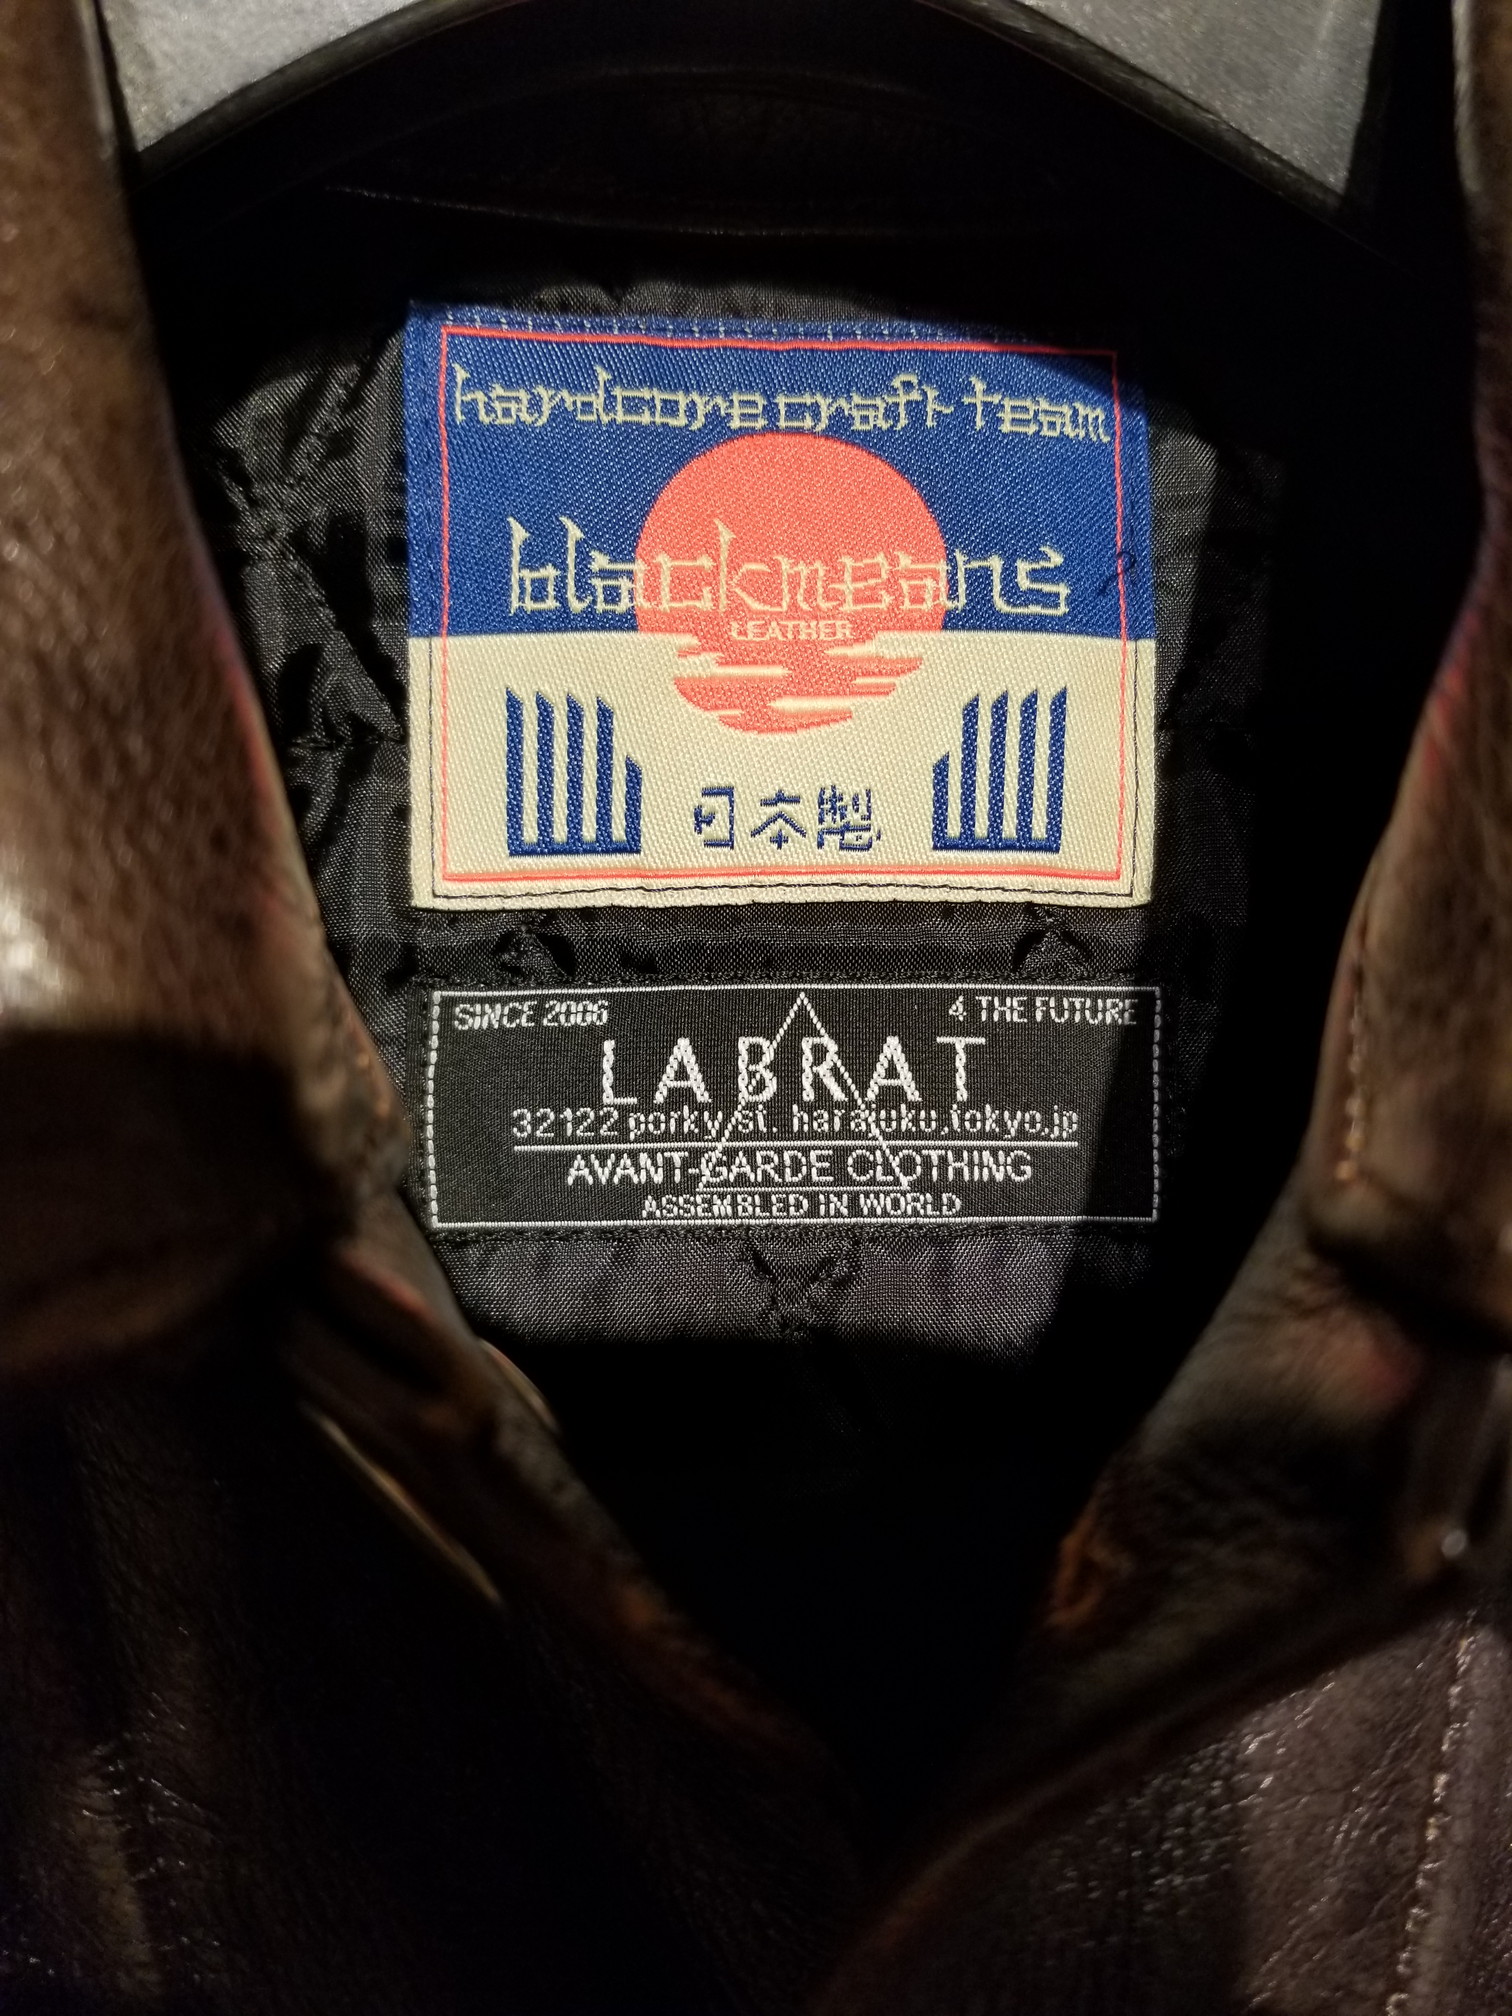 hardcore craft team
blackmeans
LEATHER
日本製
SINCE 2006
4 THE FUTURE
LABRAT
32122 porky st. harajuku,tokyo.jp
AVANT-GARDE CLOTHING
ASSEMBLED IN WORLD